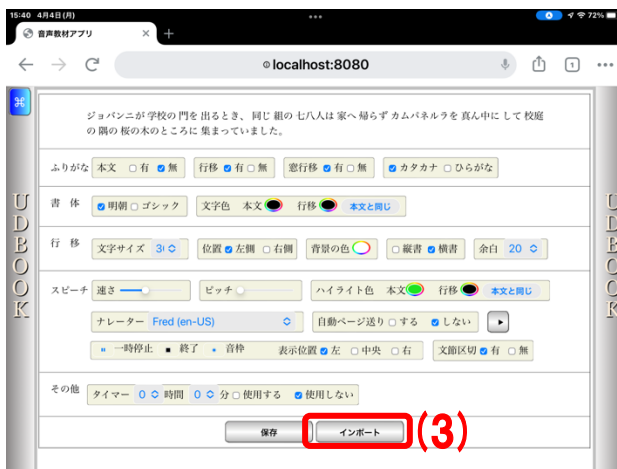 15:40 4月4日(月) 72%
音声教材アプリ
localhost:8080
1
ジョバンニが 学校の 門を 出るとき、 同じ 組の 七八人は 家へ 帰らず カムパネルラを 真ん中に して 校庭
の 隅の 桜の木のところに 集まっていました。
ふりがな 本文 有 無 行移 有 無 窓行移 有 無 カタカナ ひらがな
書 体 明朝 ゴシック 文字色 本文 行移 本文と同じ
行 移 文字サイズ 位置 左側 右側 背景の色 縦書 横書 余白 20
スピーチ 速さ ピッチ ハイライト色 本文 行移 本文と同じ
ナレーター Fred (en-US) 自動ページ送り する しない
一時停止 終了 音枠 表示位置 左 中央 右 文節区切 有 無
その他 タイマー 0 時間 0 分 使用する 使用しない
保存 インポート (3)
UDBOOK